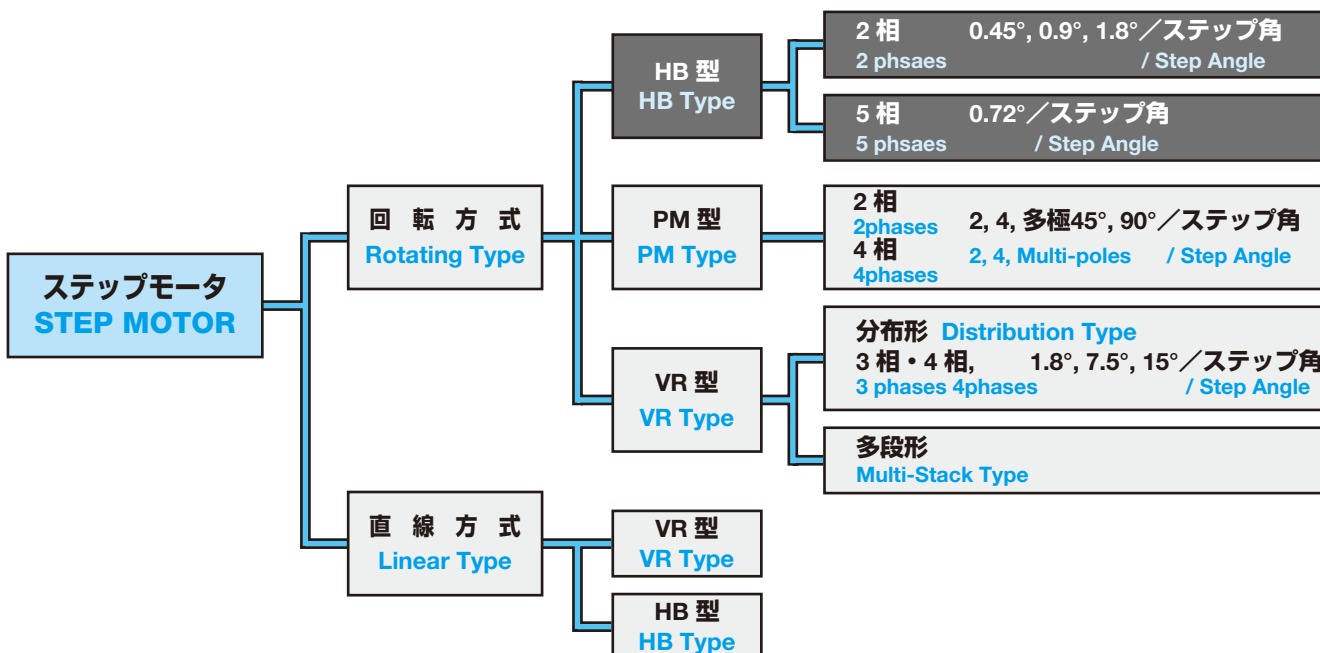 ステップモータ
STEP MOTOR
回 転 方 式
Rotating Type
直 線 方 式
Linear Type
HB 型
HB Type
PM 型
PM Type
VR 型
VR Type
VR 型
VR Type
HB 型
HB Type
2 相 0.45°, 0.9°, 1.8°／ステップ角
2 phsaes / Step Angle
5 相 0.72°／ステップ角
5 phsaes / Step Angle
2 相
2phases
4 相
4phases
2, 4, 多極45°, 90°／ステップ角
2, 4, Multi-poles / Step Angle
分布形 Distribution Type
3 相・4 相, 1.8°, 7.5°, 15°／ステップ角
3 phases 4phases / Step Angle
多段形
Multi-Stack Type